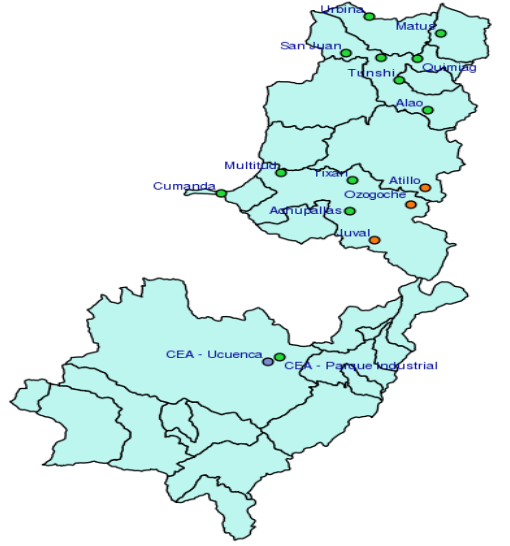 Urbina
Matus
San Juan
Tunshi
Quimiag
Alao
Multitud
Tixan
Atillo
Cumanda
Ozogoche
Achupallas
Juval
CEA - Ucuenca
CEA - Parque Industrial